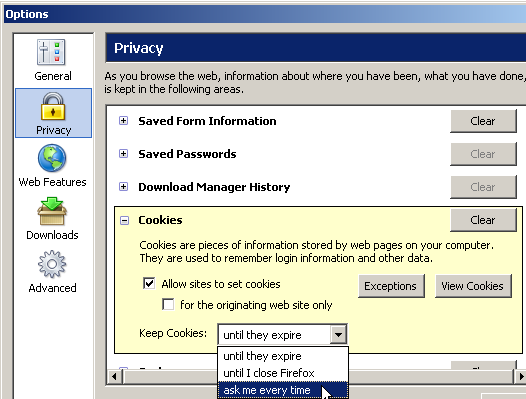 Options
General
Privacy
Web Features
Downloads
Advanced
Privacy
As you browse the web, information about where you have been, what you have done,
is kept in the following areas.
Saved Form Information Clear
Saved Passwords Clear
Download Manager History Clear
Cookies Clear
Cookies are pieces of information stored by web pages on your computer.
They are used to remember login information and other data.
Allow sites to set cookies Exceptions View Cookies
for the originating web site only
Keep Cookies: until they expire
until they expire
until I close Firefox
ask me every time